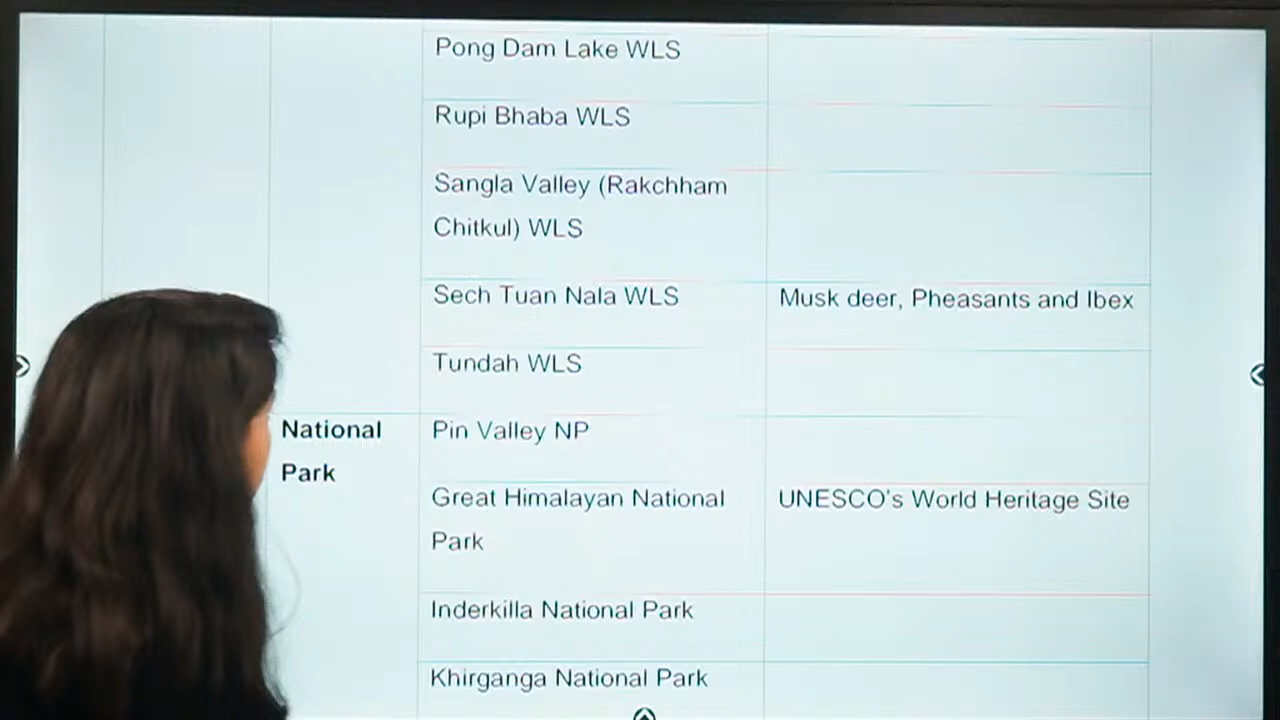 Pong Dam Lake WLS
Rupi Bhaba WLS
Sangla Valley (Rakchham
Chitkul) WLS
Sech Tuan Nala WLS
Musk deer, Pheasants and Ibex
Tundah WLS
National
Park
Pin Valley NP
Great Himalayan National
Park
UNESCO's World Heritage Site
Inderkilla National Park
Khirganga National Park